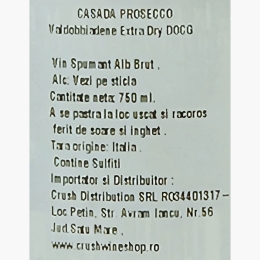 CASADA PROSECCO
Valdobbiadene Extra Dry DOCG
Vin Spumant Alb Brut .
Alc: Vezi pe sticla
Cantitate neta: 750 ml.
A se pastra la loc uscat si racoros
ferit de soare si inghet .
Tara origine: Italia .
Contine Sulfiti
Importator si Distribuitor :
Crush Distribution SRL RO34401317-
Loc Petin, Str. Avram Iancu, Nr.56
Jud.Satu Mare ,
www.crushwineshop.ro